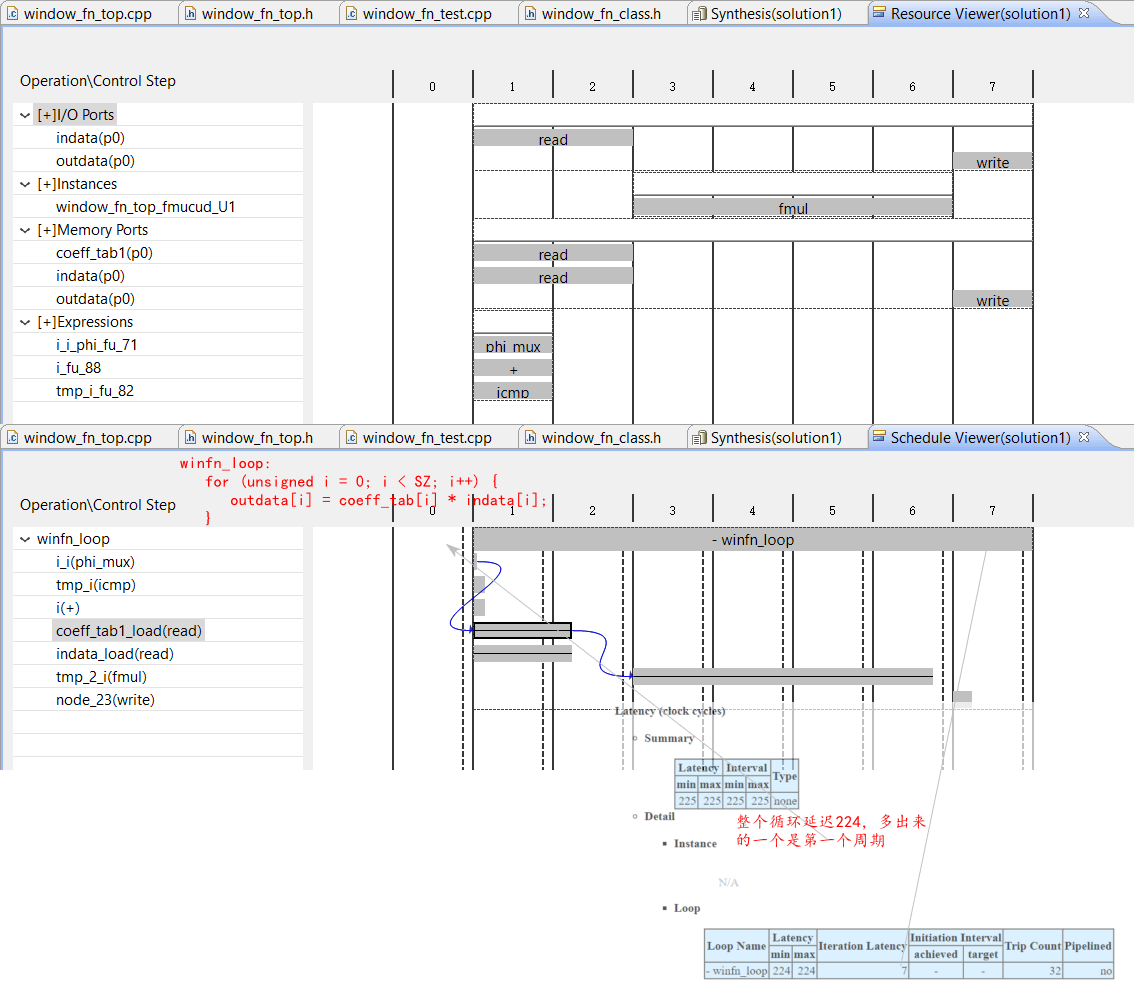 window_fn_top.cpp window_fn_top.h window_fn_test.cpp window_fn_class.h Synthesis(solution1) Resource Viewer(solution1)
Operation\Control Step 0 1 2 3 4 5 6 7
[+]I/O Ports
indata(p0) read
outdata(p0) write
[+]Instances
window_fn_top_fmucud_U1 fmul
[+]Memory Ports
coeff_tab1(p0) read
indata(p0) read
outdata(p0) write
[+]Expressions
i_i_phi_fu_71 phi_mux
i_fu_88 +
tmp_i_fu_82 icmp
window_fn_top.cpp window_fn_top.h window_fn_test.cpp window_fn_class.h Synthesis(solution1) Schedule Viewer(solution1)
winfn_loop:
for (unsigned i = 0; i < SZ; i++) {
outdata[i] = coeff_tab[i] * indata[i];
}
Operation\Control Step 0 1 2 3 4 5 6 7
winfn_loop - winfn_loop
i_i(phi_mux)
tmp_i(icmp)
i(+)
coeff_tab1_load(read)
indata_load(read)
tmp_2_i(fmul)
node_23(write)
Latency (clock cycles)
Summary
Latency Interval Type
min max min max
225 225 225 225 none
整个循环延迟224，多出来
的一个是第一个周期
Detail
Instance
N/A
Loop
Loop Name Latency Iteration Latency Initiation Interval Trip Count Pipelined
min max achieved target
- winfn_loop 224 224 7 - - 32 no